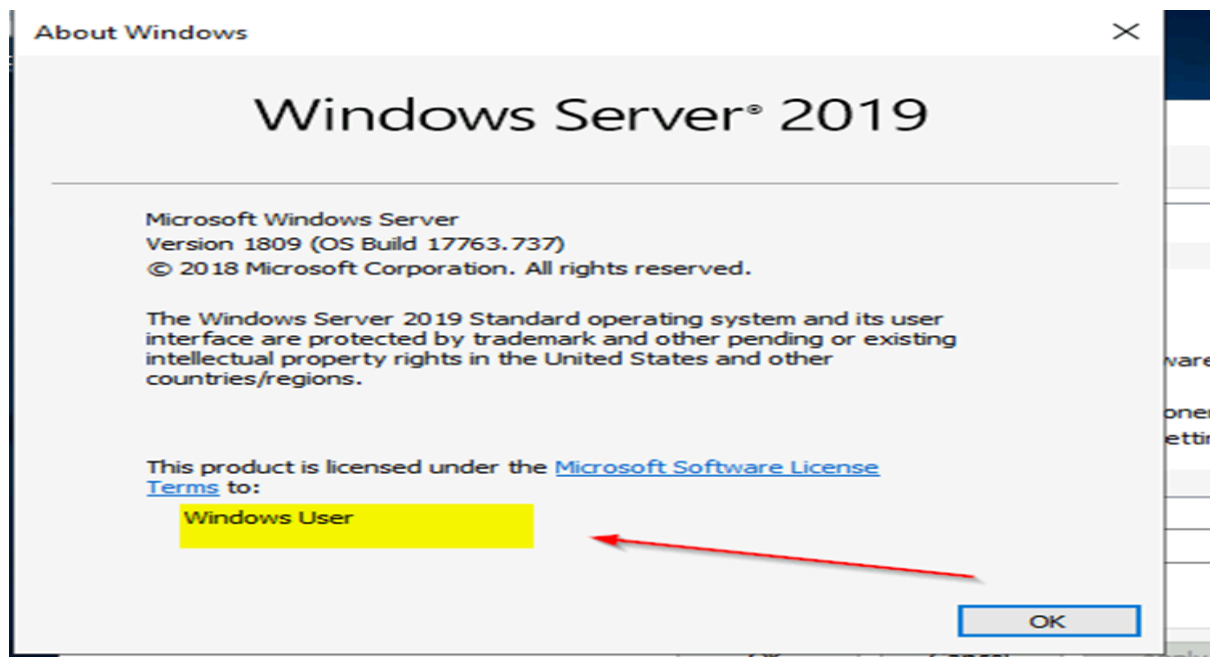 About Windows
Windows Server® 2019
Microsoft Windows Server
Version 1809 (OS Build 17763.737)
© 2018 Microsoft Corporation. All rights reserved.
The Windows Server 2019 Standard operating system and its user
interface are protected by trademark and other pending or existing
intellectual property rights in the United States and other
countries/regions.
This product is licensed under the Microsoft Software License
Terms to:
Windows User
OK